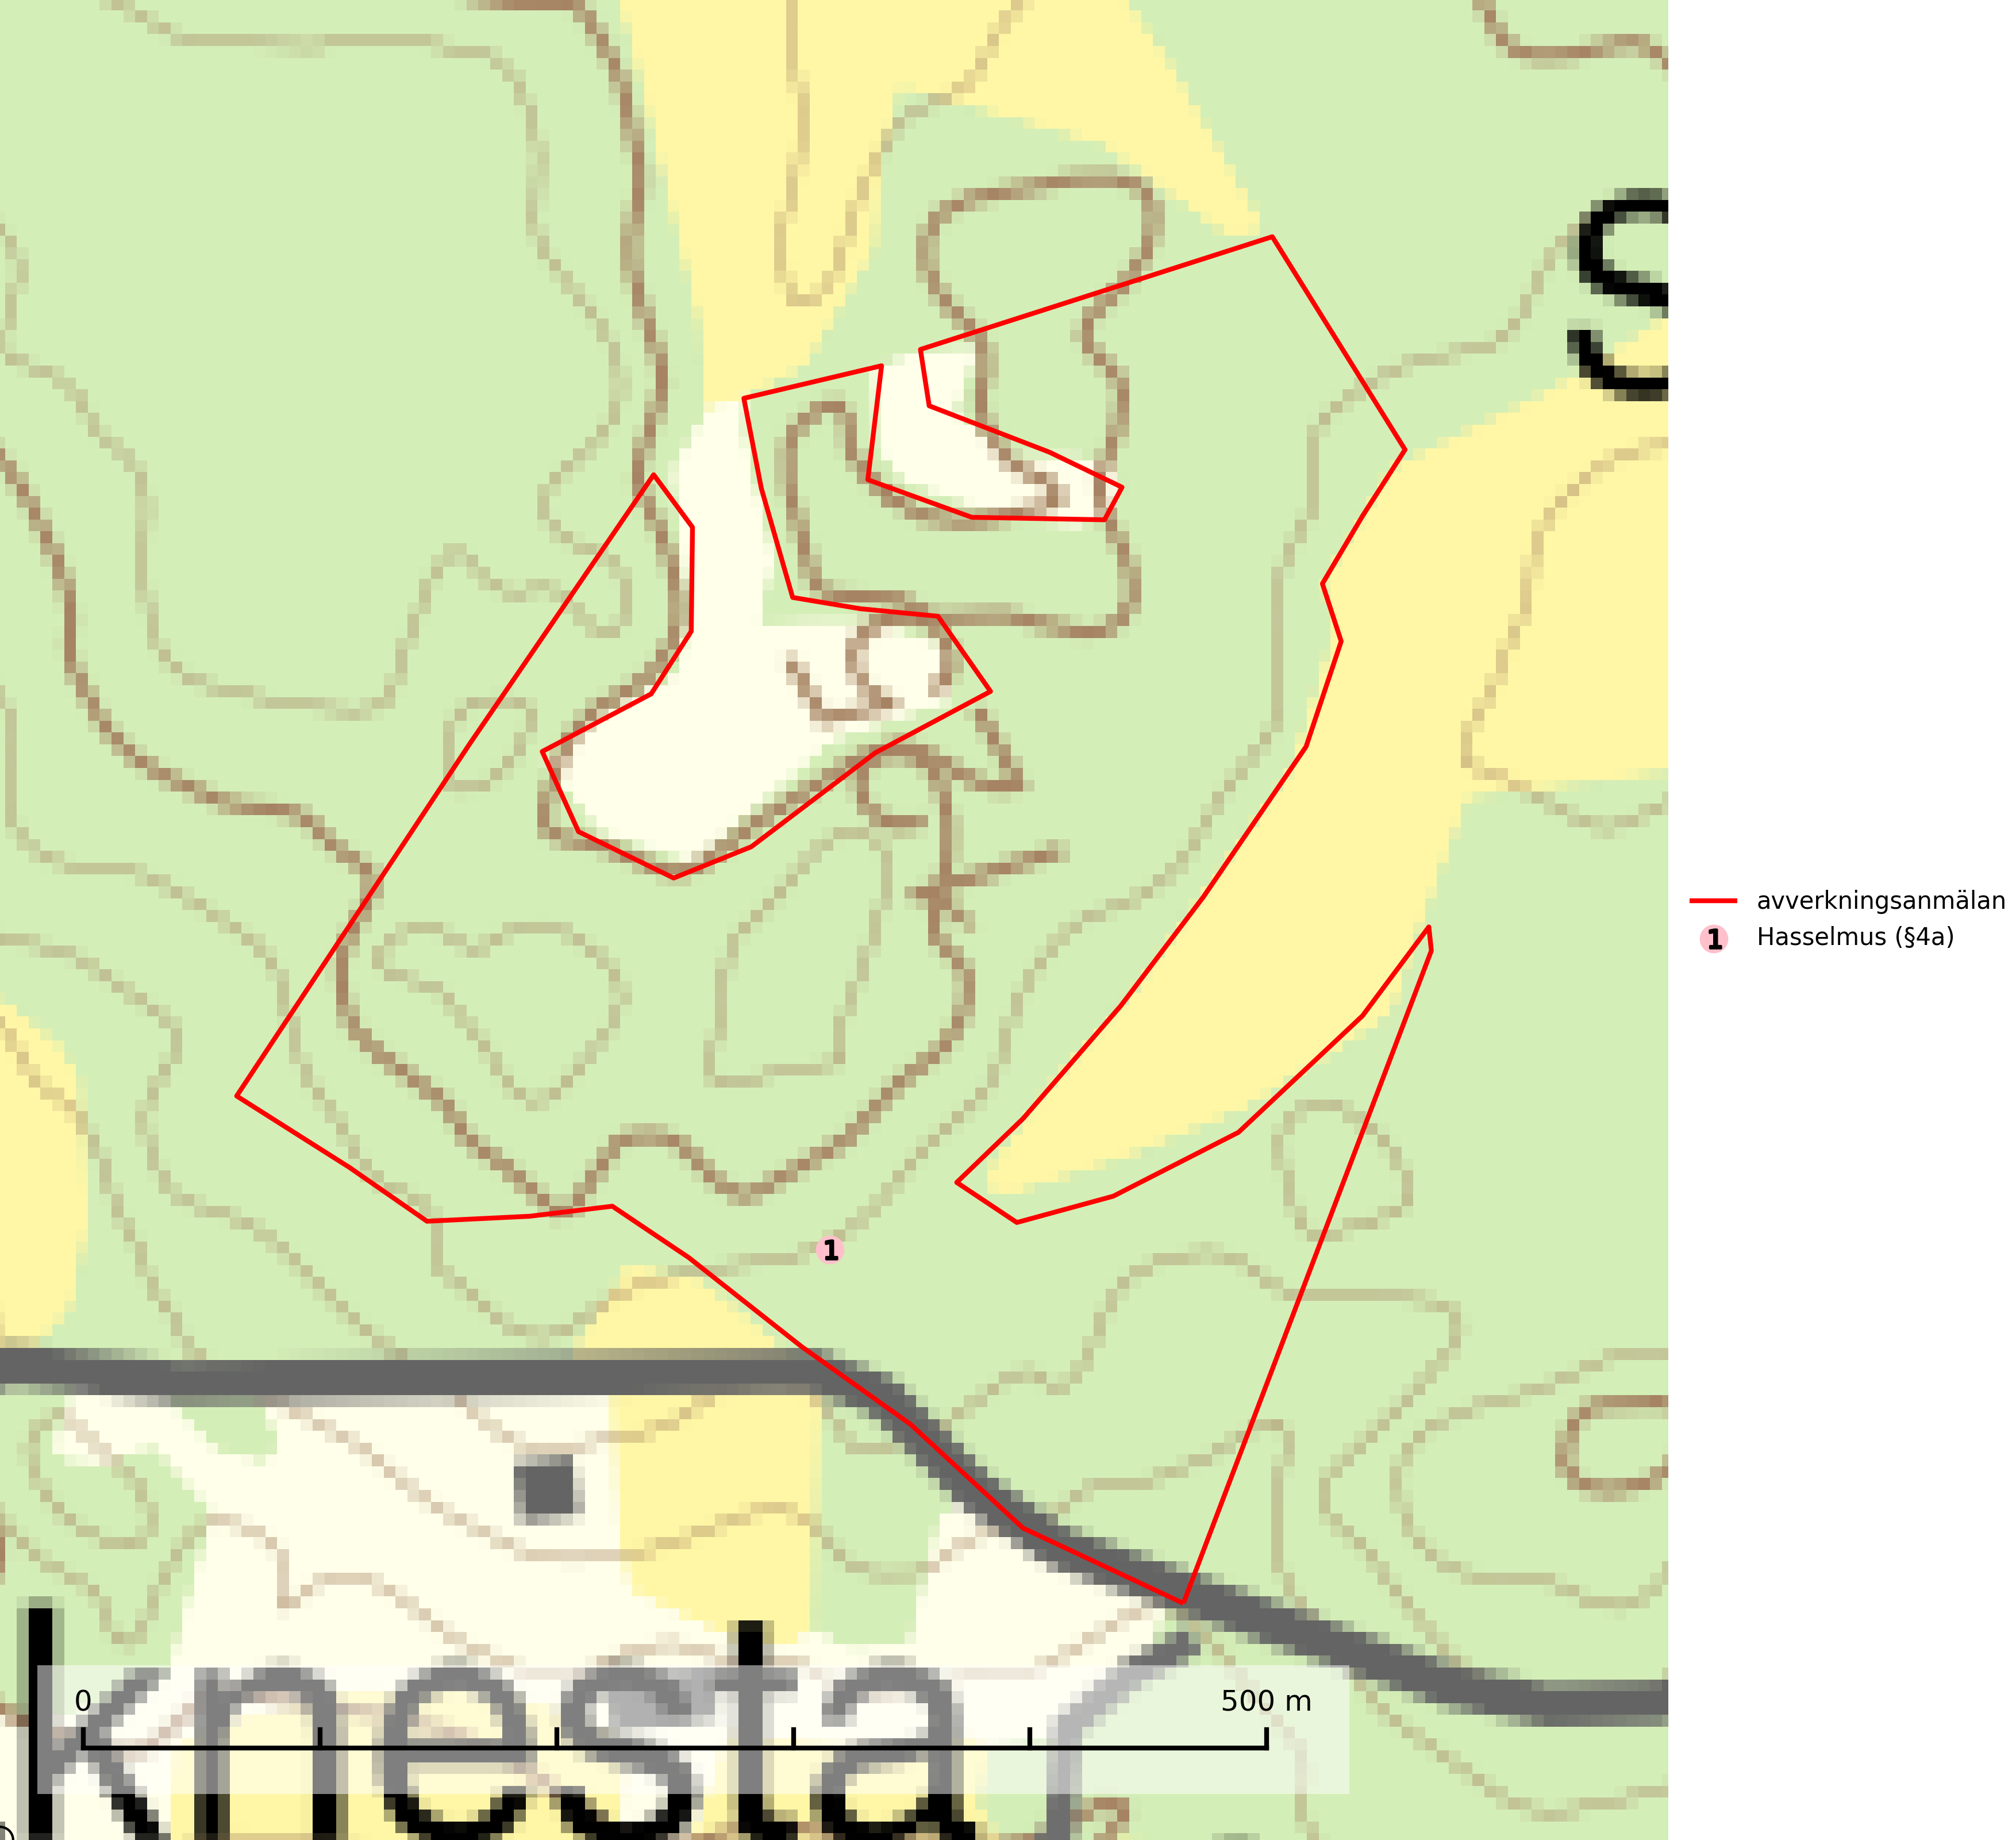 avverkningsanmälan
1 Hasselmus (§4a)
1
knesta
0 500 m